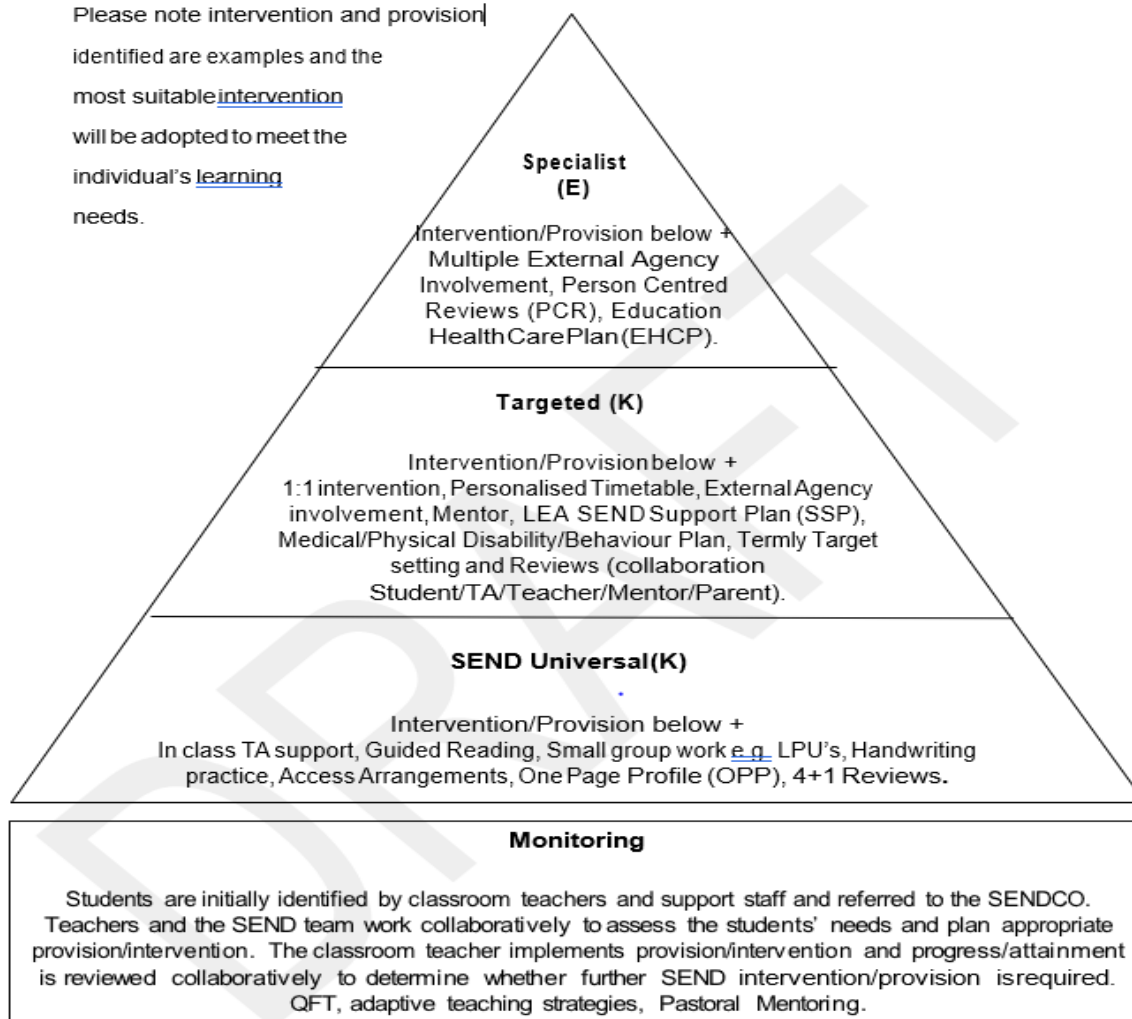 Please note intervention and provision
identified are examples and the
most suitable intervention
will be adopted to meet the
individual's learning
needs.
Specialist
(E)
Intervention/Provision below +
Multiple External Agency
Involvement, Person Centred
Reviews (PCR), Education
Health Care Plan (EHCP).
Targeted (K)
Intervention/Provision below +
1:1 intervention, Personalised Timetable, External Agency
involvement, Mentor, LEA SEND Support Plan (SSP),
Medical/Physical Disability/Behaviour Plan, Termly Target
setting and Reviews (collaboration
Student/TA/Teacher/Mentor/Parent).
SEND Universal (K)
Intervention/Provision below +
In class TA support, Guided Reading, Small group work e.g. LPU's, Handwriting
practice, Access Arrangements, One Page Profile (OPP), 4+1 Reviews.
Monitoring
Students are initially identified by classroom teachers and support staff and referred to the SENDCO.
Teachers and the SEND team work collaboratively to assess the students' needs and plan appropriate
provision/intervention. The classroom teacher implements provision/intervention and progress/attainment
is reviewed collaboratively to determine whether further SEND intervention/provision is required.
QFT, adaptive teaching strategies, Pastoral Mentoring.
DRAFT